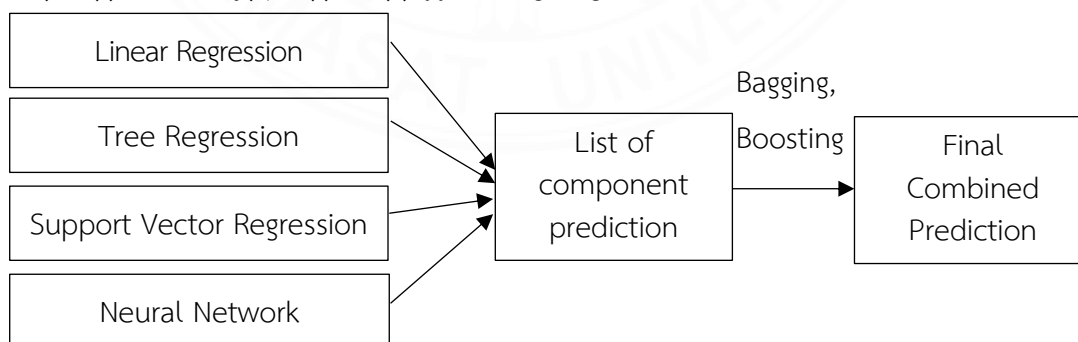 Linear Regression
Tree Regression
Support Vector Regression
Neural Network
List of
component
prediction
Bagging,
Boosting
Final
Combined
Prediction